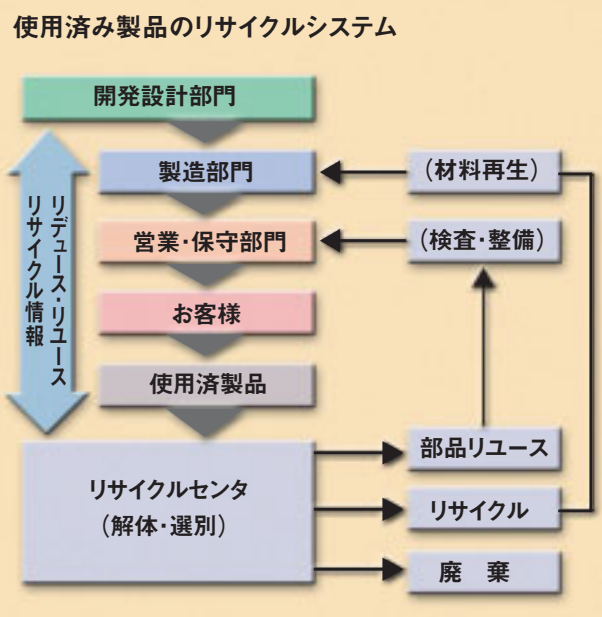 使用済み製品のリサイクルシステム
開発設計部門
製造部門
(材料再生)
営業・保守部門
(検査・整備)
リデュース・リユース
リサイクル情報
お客様
使用済製品
リサイクルセンタ
(解体・選別)
部品リユース
リサイクル
廃 棄